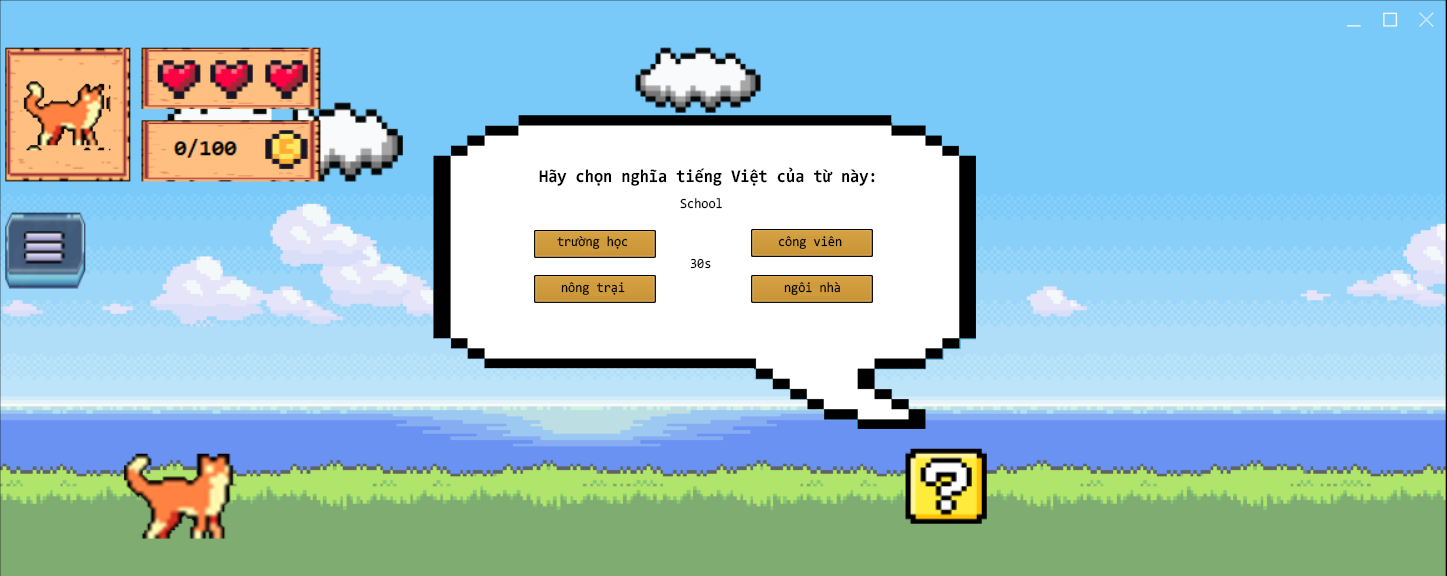 0/100
Hãy chọn nghĩa tiếng Việt của từ này:
School
trường học
công viên
30s
nông trại
ngôi nhà
?